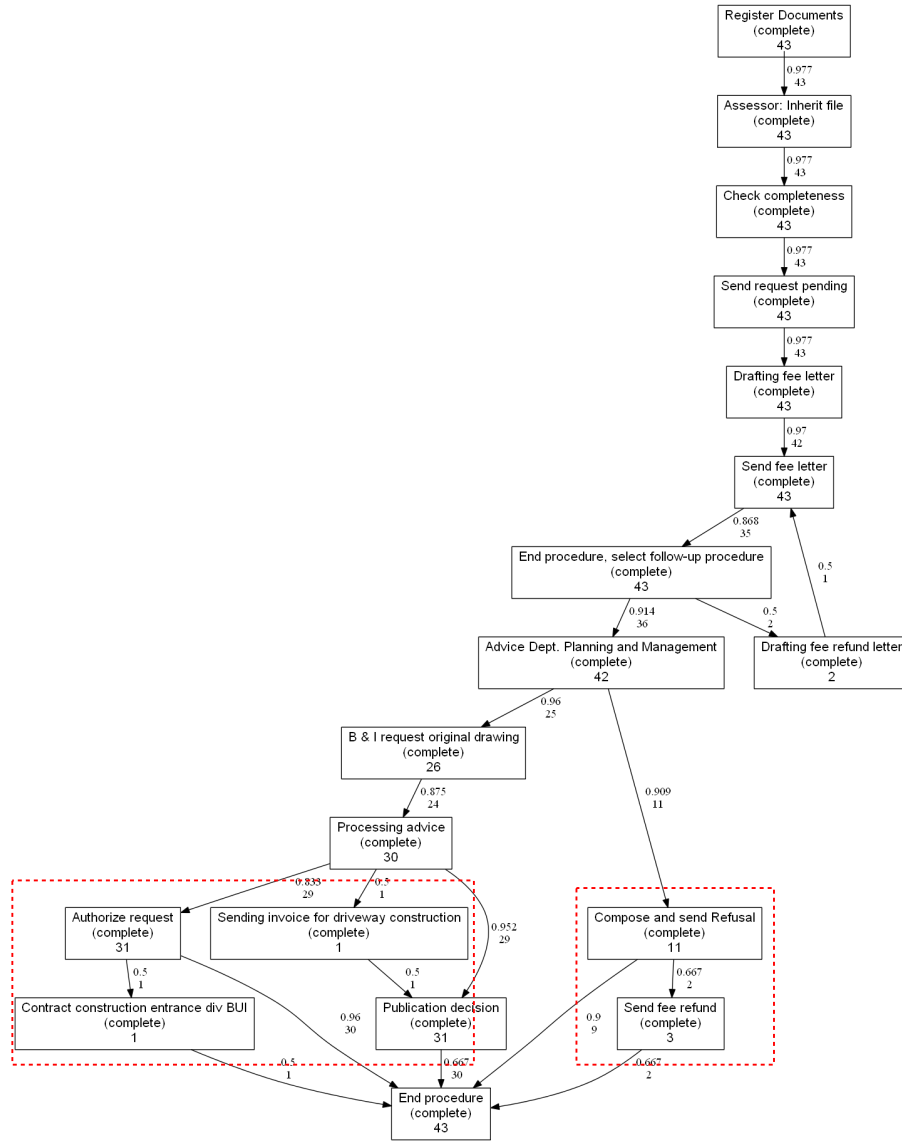 Register Documents
(complete)
43
0.977
43
Assessor: Inherit file
(complete)
43
0.977
43
Check completeness
(complete)
43
0.977
43
Send request pending
(complete)
43
0.977
43
Drafting fee letter
(complete)
43
0.97
42
Send fee letter
(complete)
43
0.868
35
0.5
1
End procedure, select follow-up procedure
(complete)
43
0.914
36
0.5
2
Advice Dept. Planning and Management
(complete)
42
Drafting fee refund letter
(complete)
2
0.96
25
B & I request original drawing
(complete)
26
0.875
24
0.909
11
Processing advice
(complete)
30
0.833
29
0.5
1
0.952
29
Authorize request
(complete)
31
Sending invoice for driveway construction
(complete)
1
Compose and send Refusal
(complete)
11
0.5
1
0.5
1
0.667
2
Contract construction entrance div BUI
(complete)
1
0.96
30
Publication decision
(complete)
31
0.9
9
Send fee refund
(complete)
3
0.5
1
0.667
30
0.667
2
End procedure
(complete)
43